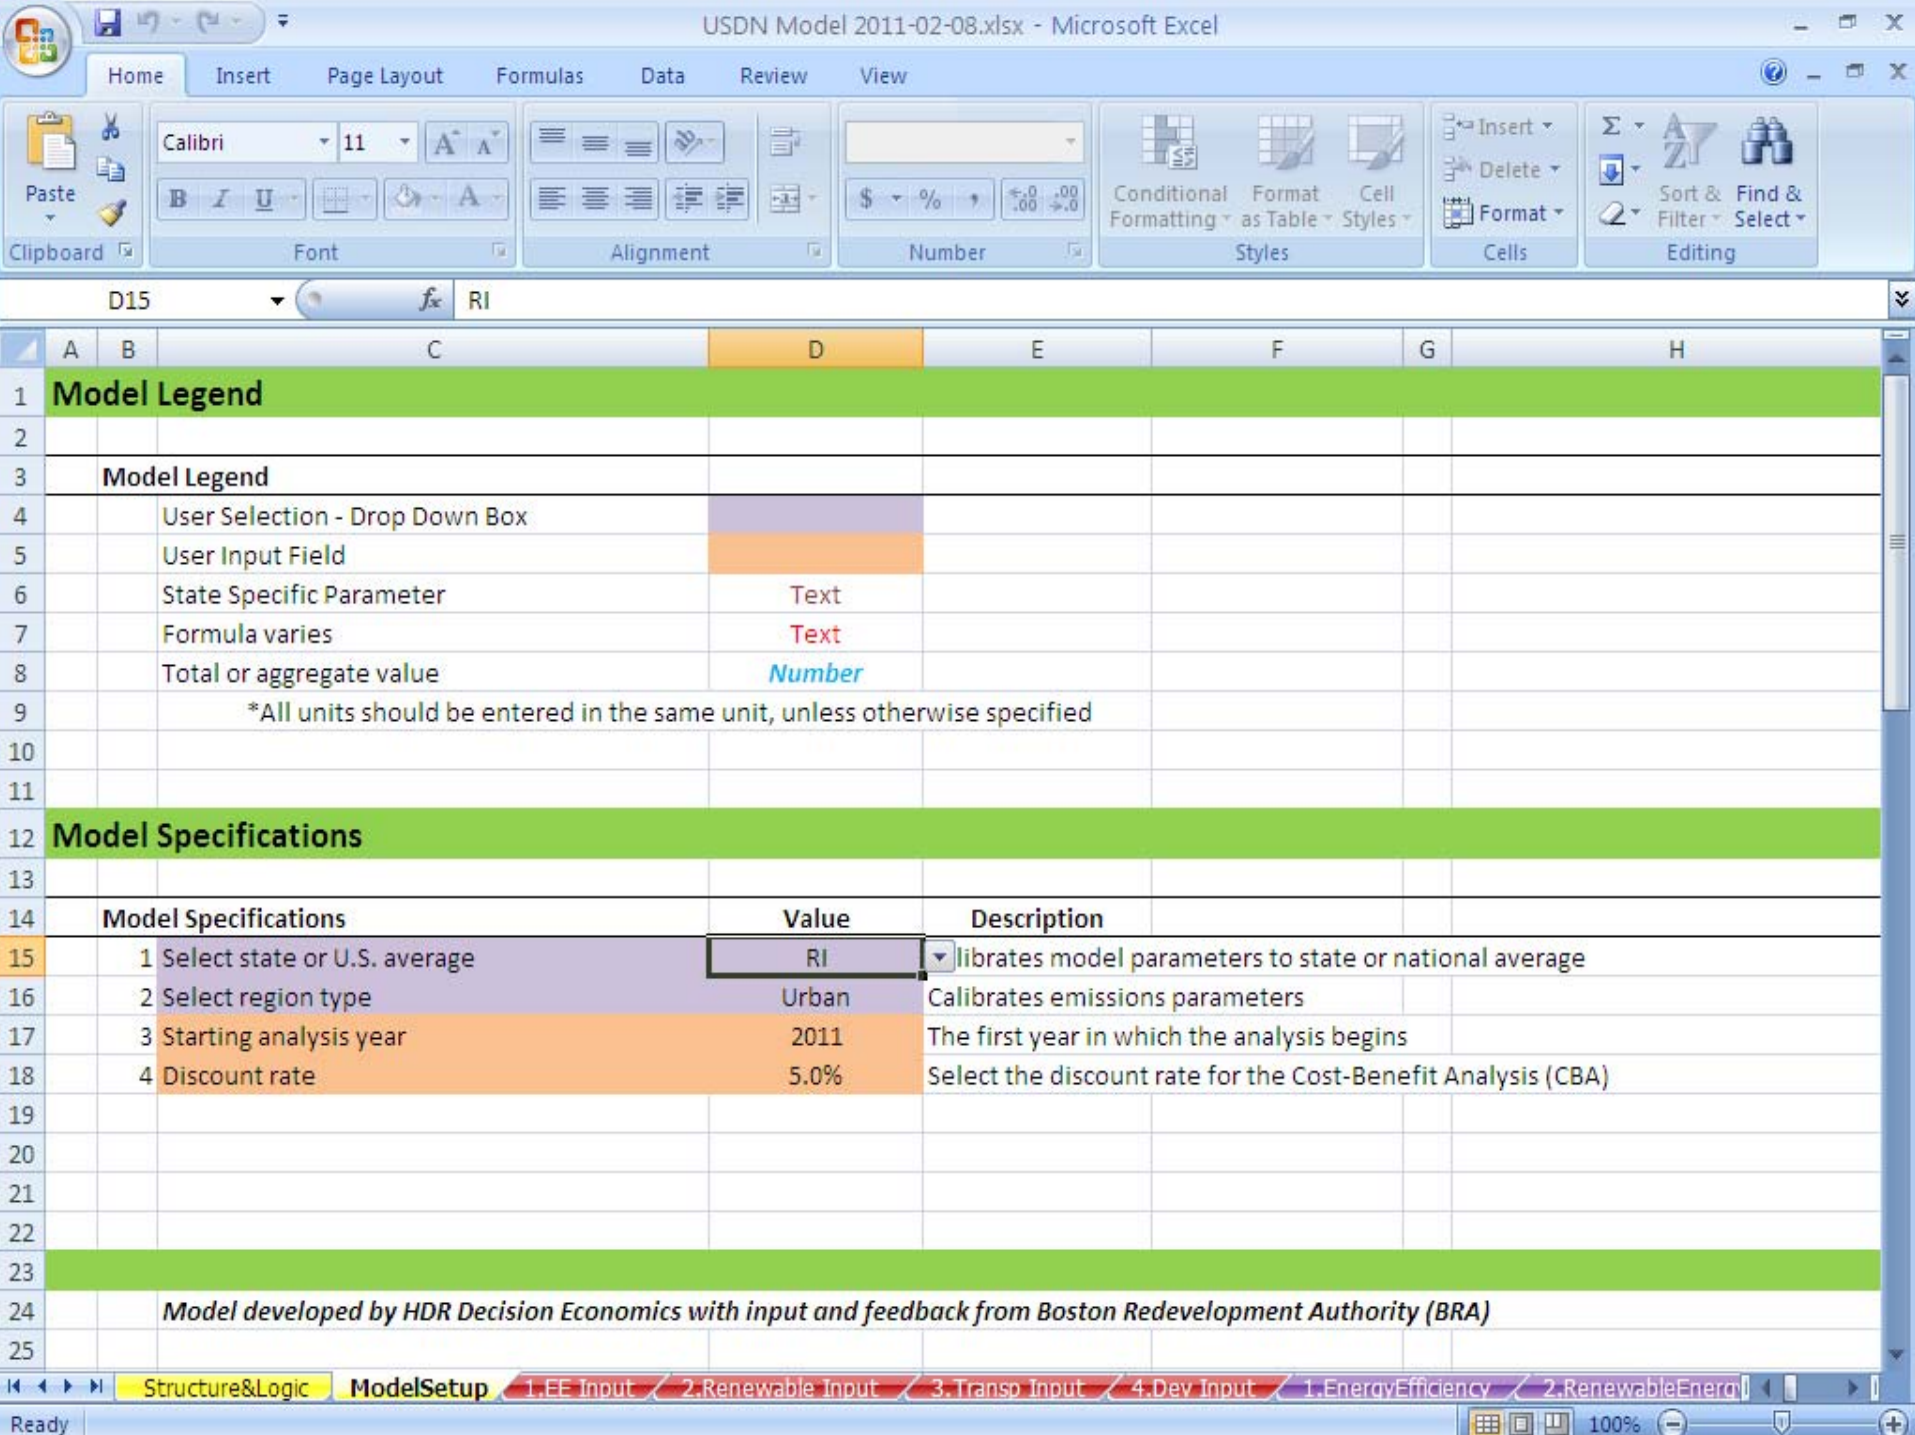 USDN Model 2011-02-08.xlsx - Microsoft Excel
Home Insert Page Layout Formulas Data Review View
Calibri 11
Paste
B I U A $ % ,
Conditional Formatting
Format as Table
Cell Styles
Insert
Delete
Format
Σ
Sort & Filter
Find & Select
Clipboard Font Alignment Number Styles Cells Editing
D15 fx RI
A B C D E F G H
1 Model Legend
2
3 Model Legend
4 User Selection - Drop Down Box
5 User Input Field
6 State Specific Parameter Text
7 Formula varies Text
8 Total or aggregate value Number
9 *All units should be entered in the same unit, unless otherwise specified
10
11
12 Model Specifications
13
14 Model Specifications Value Description
15 1 Select state or U.S. average RI librates model parameters to state or national average
16 2 Select region type Urban Calibrates emissions parameters
17 3 Starting analysis year 2011 The first year in which the analysis begins
18 4 Discount rate 5.0% Select the discount rate for the Cost-Benefit Analysis (CBA)
19
20
21
22
23
24 Model developed by HDR Decision Economics with input and feedback from Boston Redevelopment Authority (BRA)
25
Structure&Logic ModelSetup 1.EE Input 2.Renewable Input 3.Transp Input 4.Dev Input 1.EnergyEfficiency 2.RenewableEnerg
Ready 100%